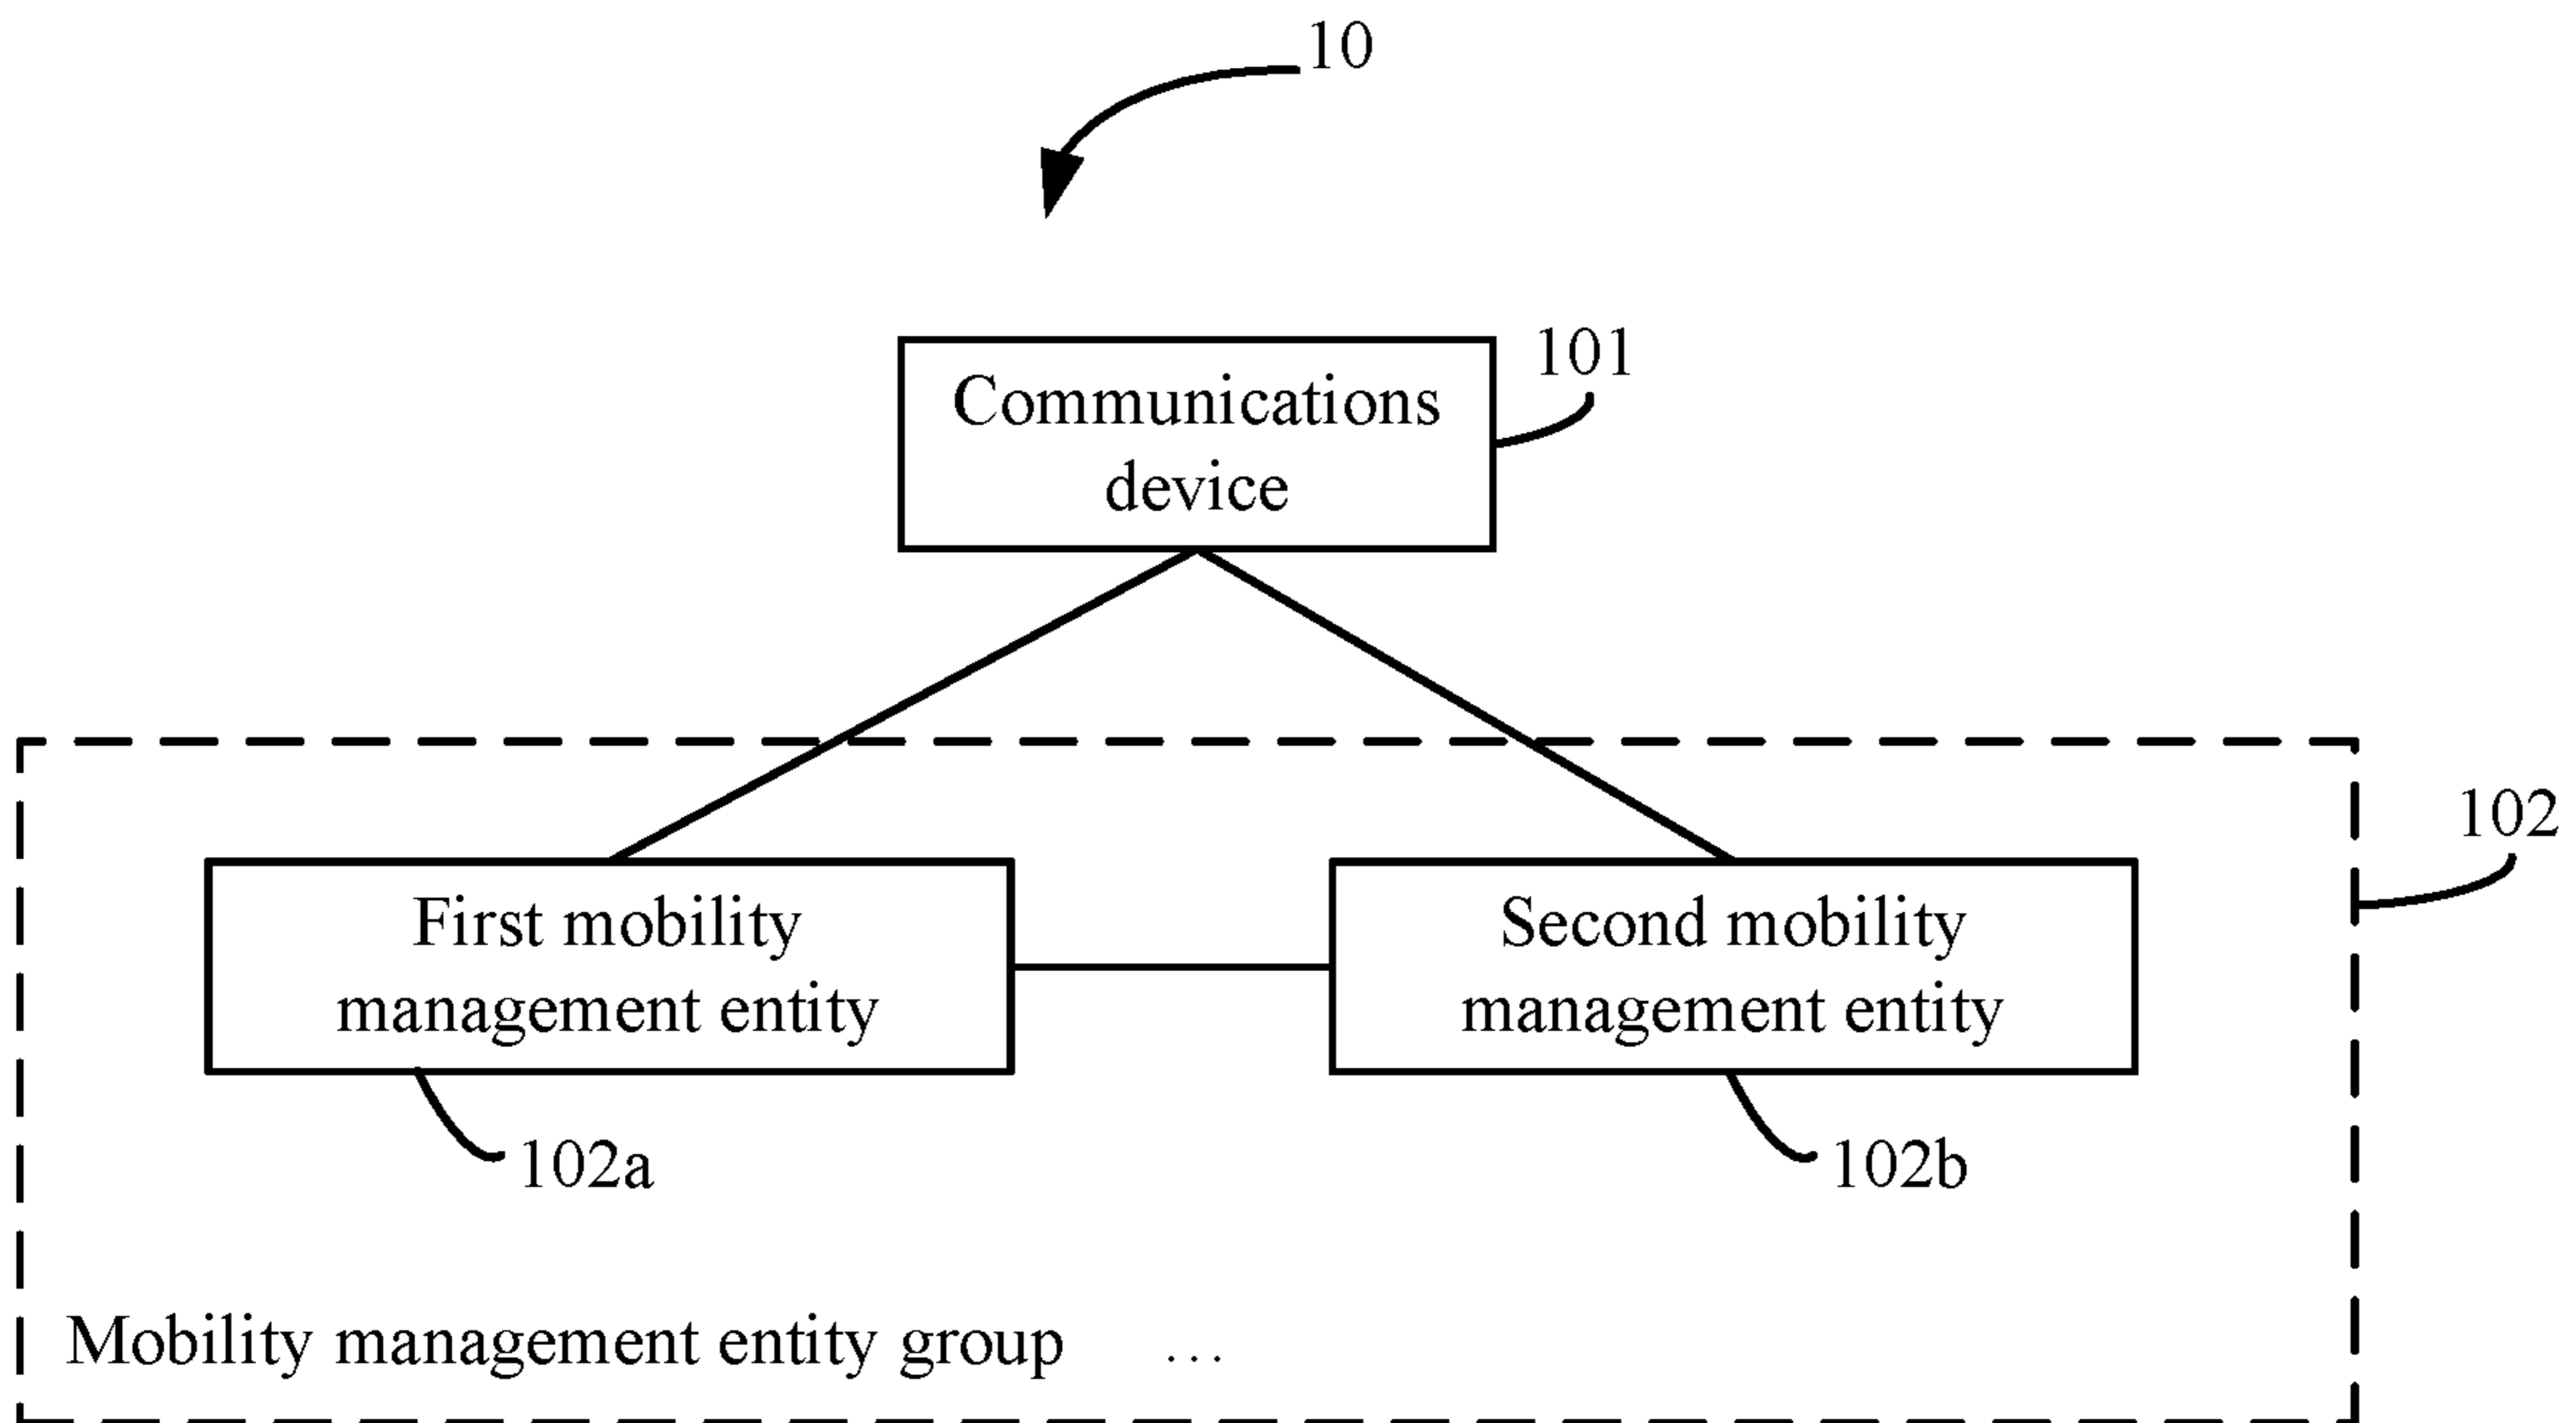 10
101
Communications
device
102
First mobility
management entity
Second mobility
management entity
102a
102b
Mobility management entity group ...